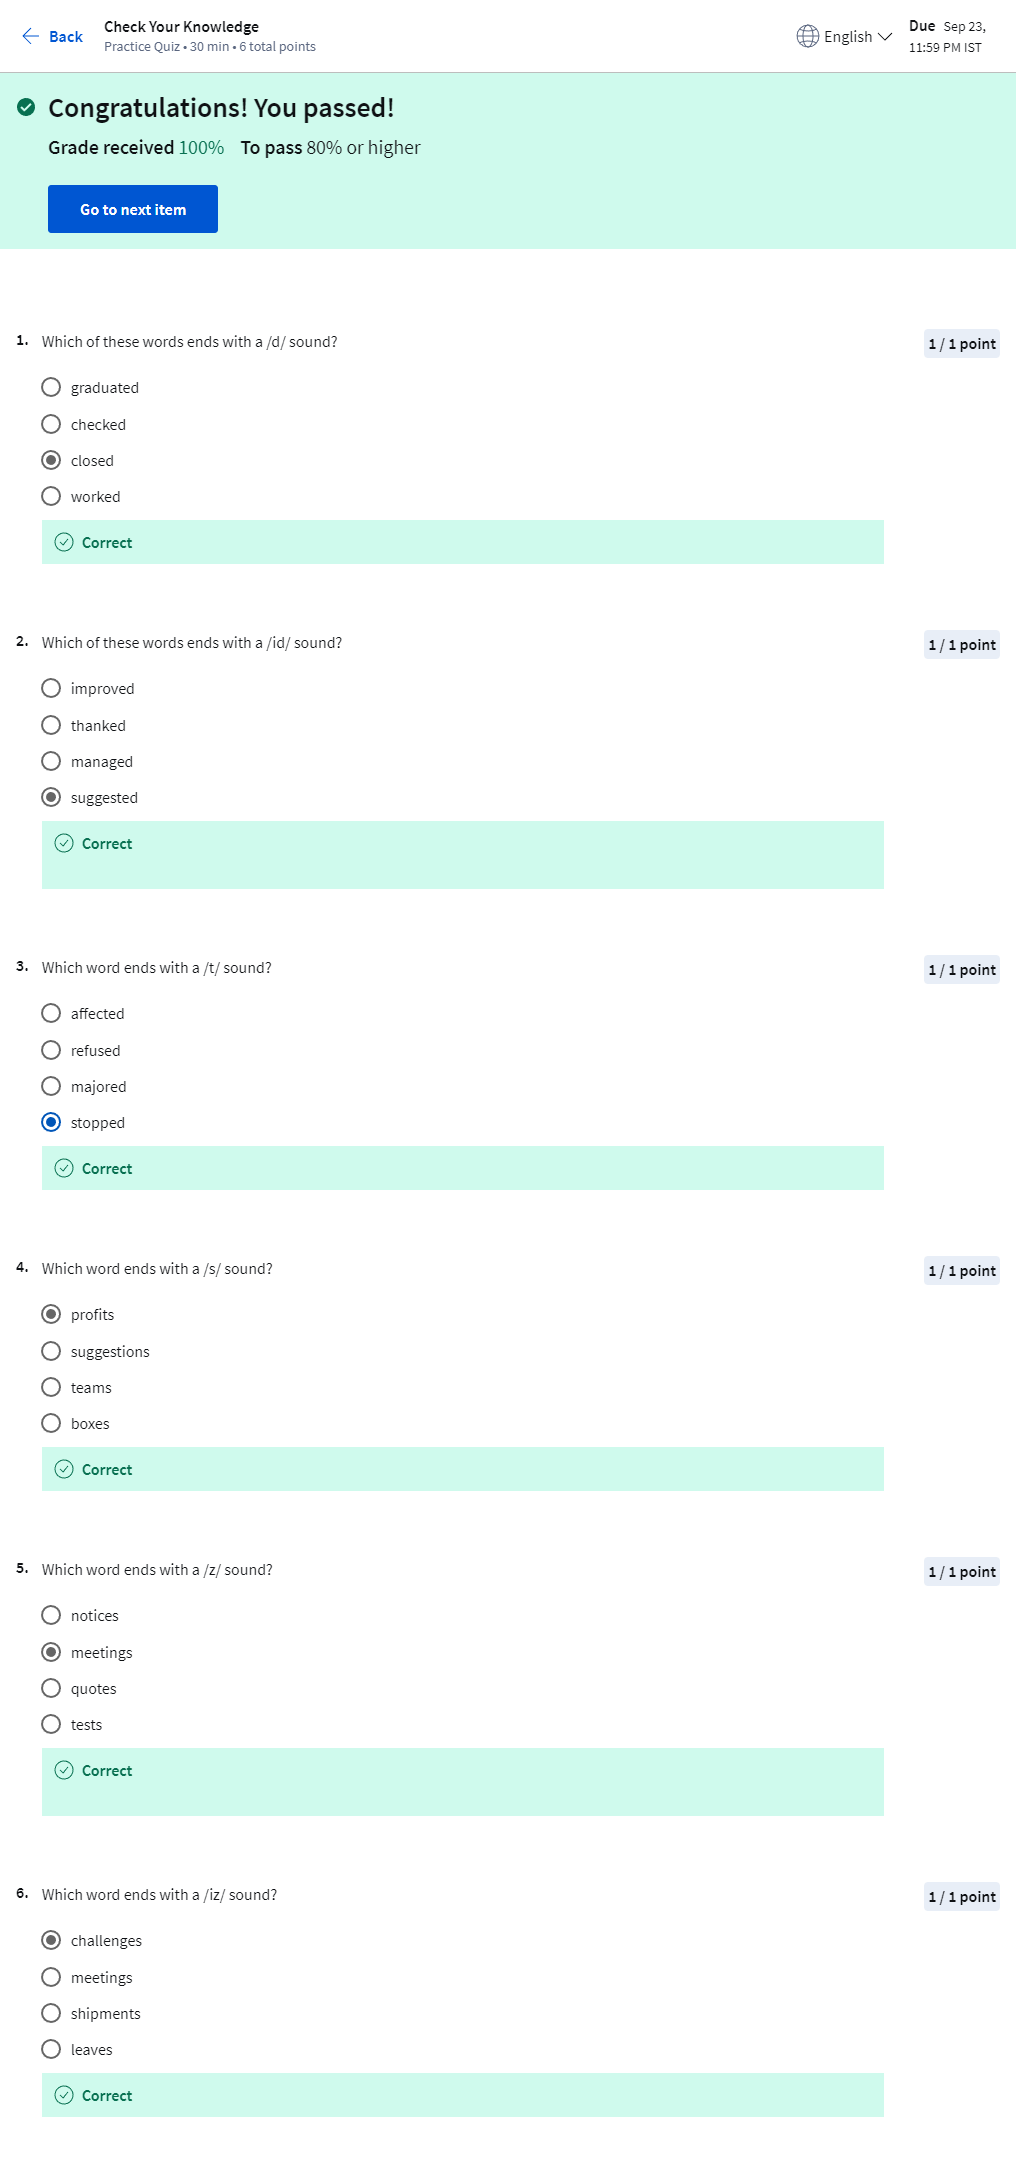 Back
Check Your Knowledge
Practice Quiz • 30 min • 6 total points
English
Due Sep 23,
11:59 PM IST
Congratulations! You passed!
Grade received 100% To pass 80% or higher
Go to next item
1. Which of these words ends with a /d/ sound?
1 / 1 point
graduated
checked
closed
worked
Correct
2. Which of these words ends with a /id/ sound?
1 / 1 point
improved
thanked
managed
suggested
Correct
3. Which word ends with a /t/ sound?
1 / 1 point
affected
refused
majored
stopped
Correct
4. Which word ends with a /s/ sound?
1 / 1 point
profits
suggestions
teams
boxes
Correct
5. Which word ends with a /z/ sound?
1 / 1 point
notices
meetings
quotes
tests
Correct
6. Which word ends with a /iz/ sound?
1 / 1 point
challenges
meetings
shipments
leaves
Correct